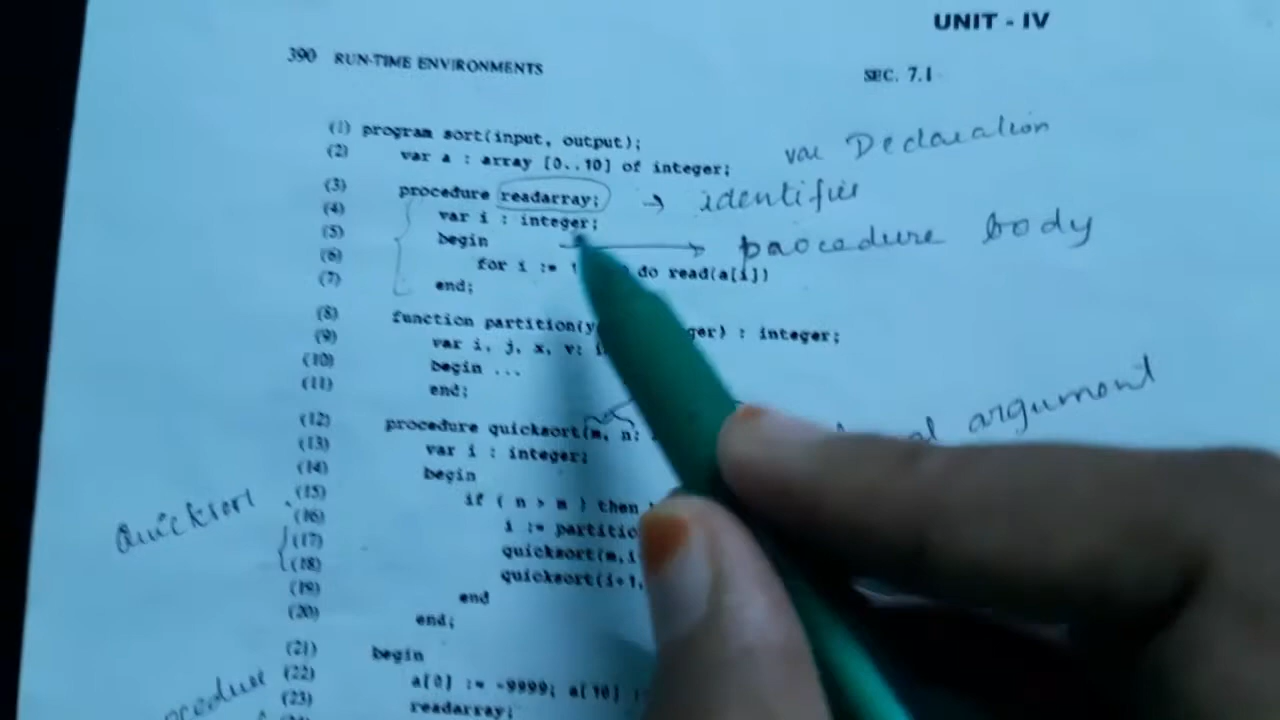 UNIT - IV
390 RUN-TIME ENVIRONMENTS SEC. 7.1
(1) program sort(input, output);
(2) var a : array [0..10] of integer; var Declaration
(3) procedure readarray; → identifier
(4) var i : integer;
(5) begin → procedure body
(6) for i := do read(a[i])
(7) end;
(8) function partition(y ger) : integer;
(9) var i, j, x, v: i
(10) begin ...
(11) end;
(12) procedure quicksort(m, n: argument
(13) var i : integer;
(14) begin
(15) if ( n > m ) then
Quicksort
(16) i := partitio
(17) quicksort(m,i
(18) quicksort(i+1,
(19) end
(20) end;
(21) begin
(22) a[0] := -9999; a[10] :
(23) readarray;